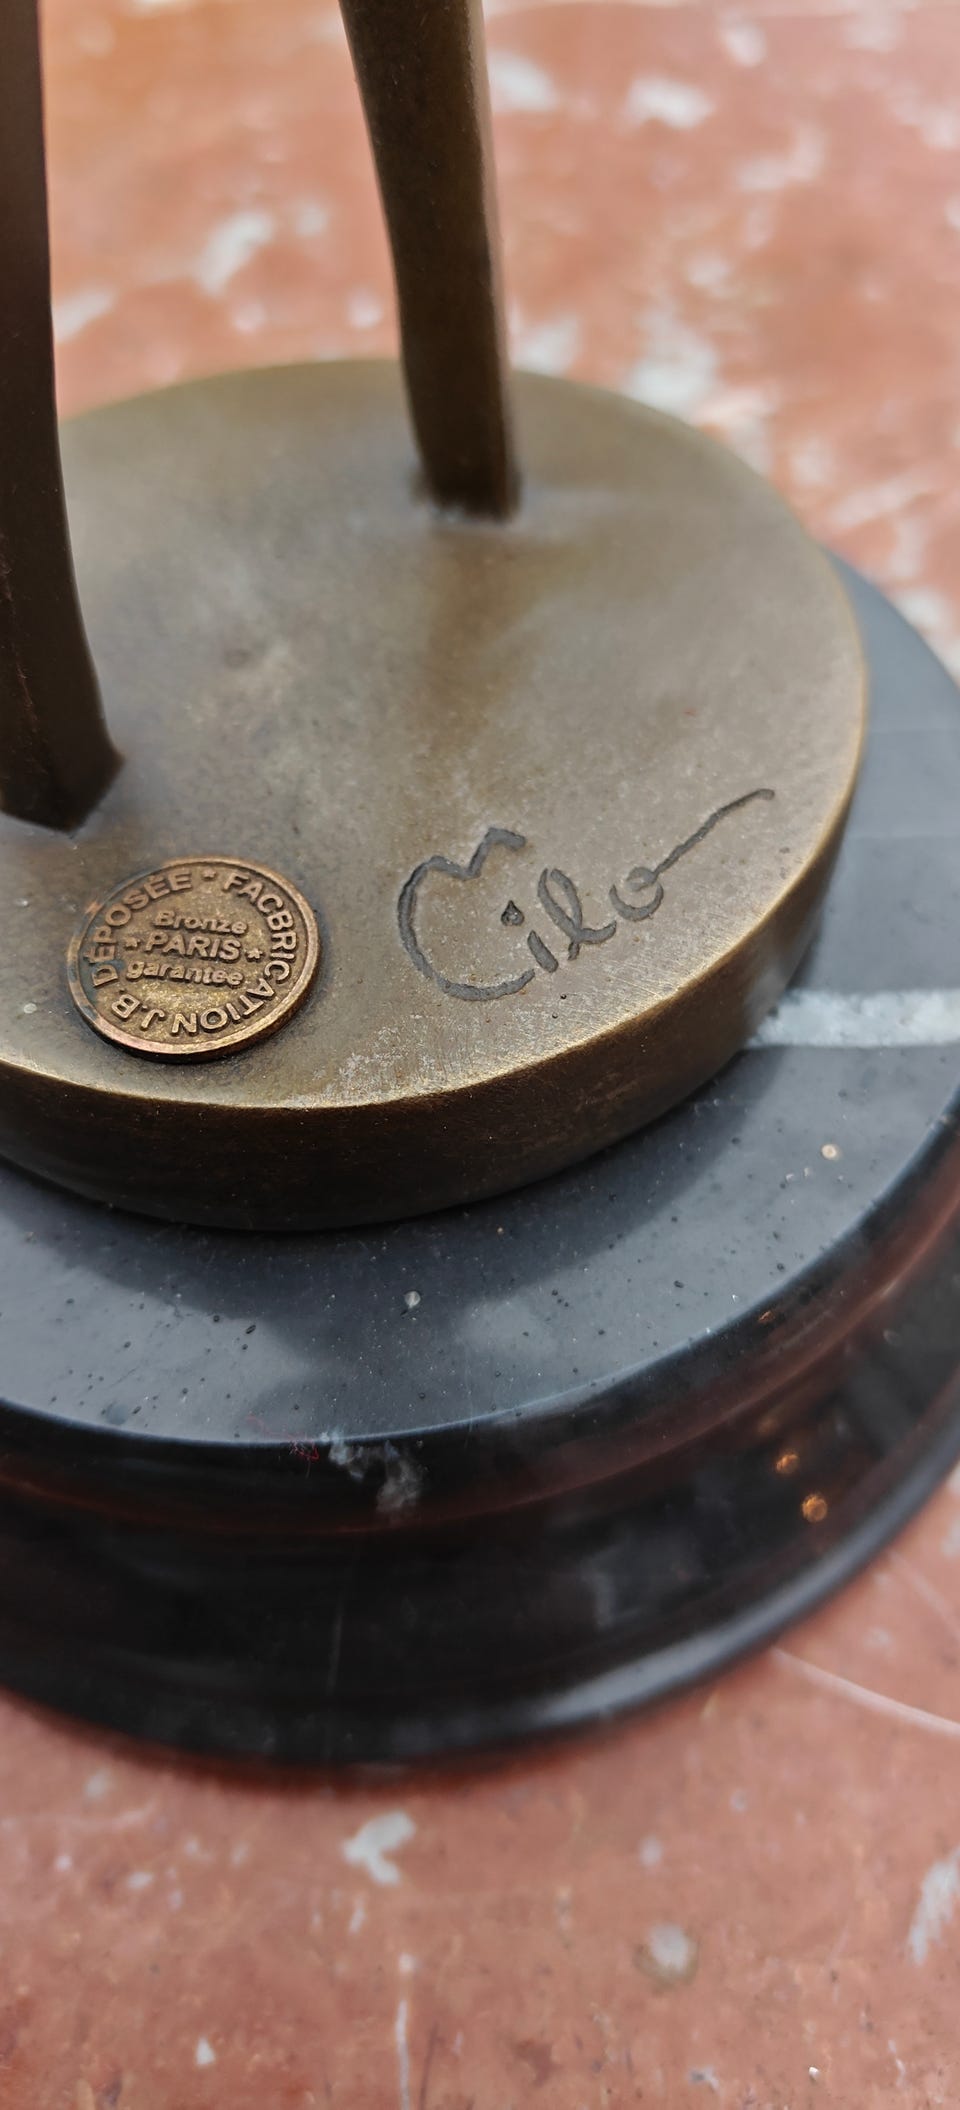 DÉPOSÉE * FACBRICATION J.B
Bronze
* PARIS *
garantee
Milo